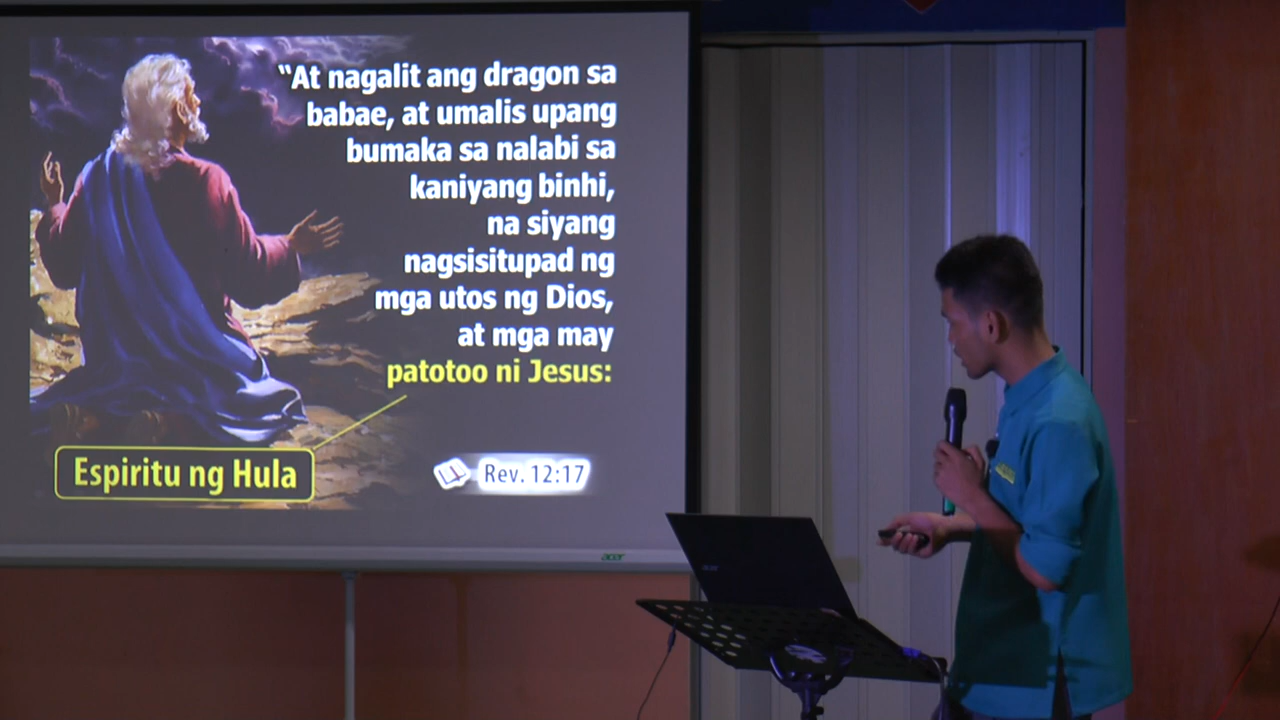 “At nagalit ang dragon sa
babae, at umalis upang
bumaka sa nalabi sa
kaniyang binhi,
na siyang
nagsisitupad ng
mga utos ng Dios,
at mga may
patotoo ni Jesus:
Espiritu ng Hula
Rev. 12:17
acer